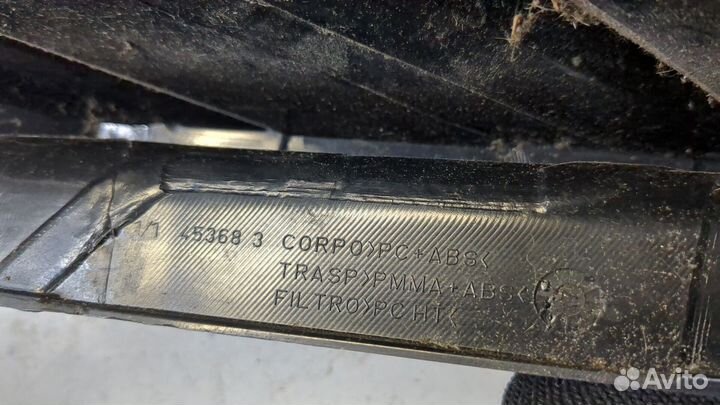 45368 3 CORPO>PC+ABS<
TRASP>PMMA+ABS<
FILTRO>PC HT<
Avito